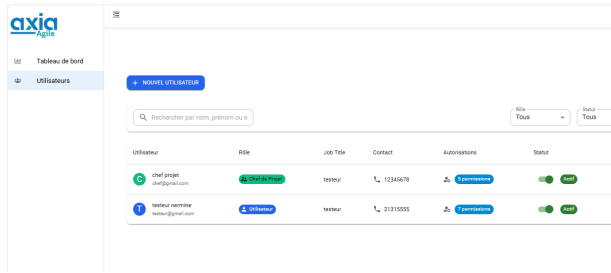 axia
Agile
Tableau de bord
Utilisateurs
+ NOUVEL UTILISATEUR
Rechercher par nom, prénom ou e
Rôle
Tous
Statut
Tous
Utilisateur Rôle Job Title Contact Autorisations Statut
C chef projet Chef de Projet testeur 12345678 5 permissions Actif
chef@gmail.com
T testeur nermine Utilisateur testeur 21315555 7 permissions Actif
testeur@gmail.com